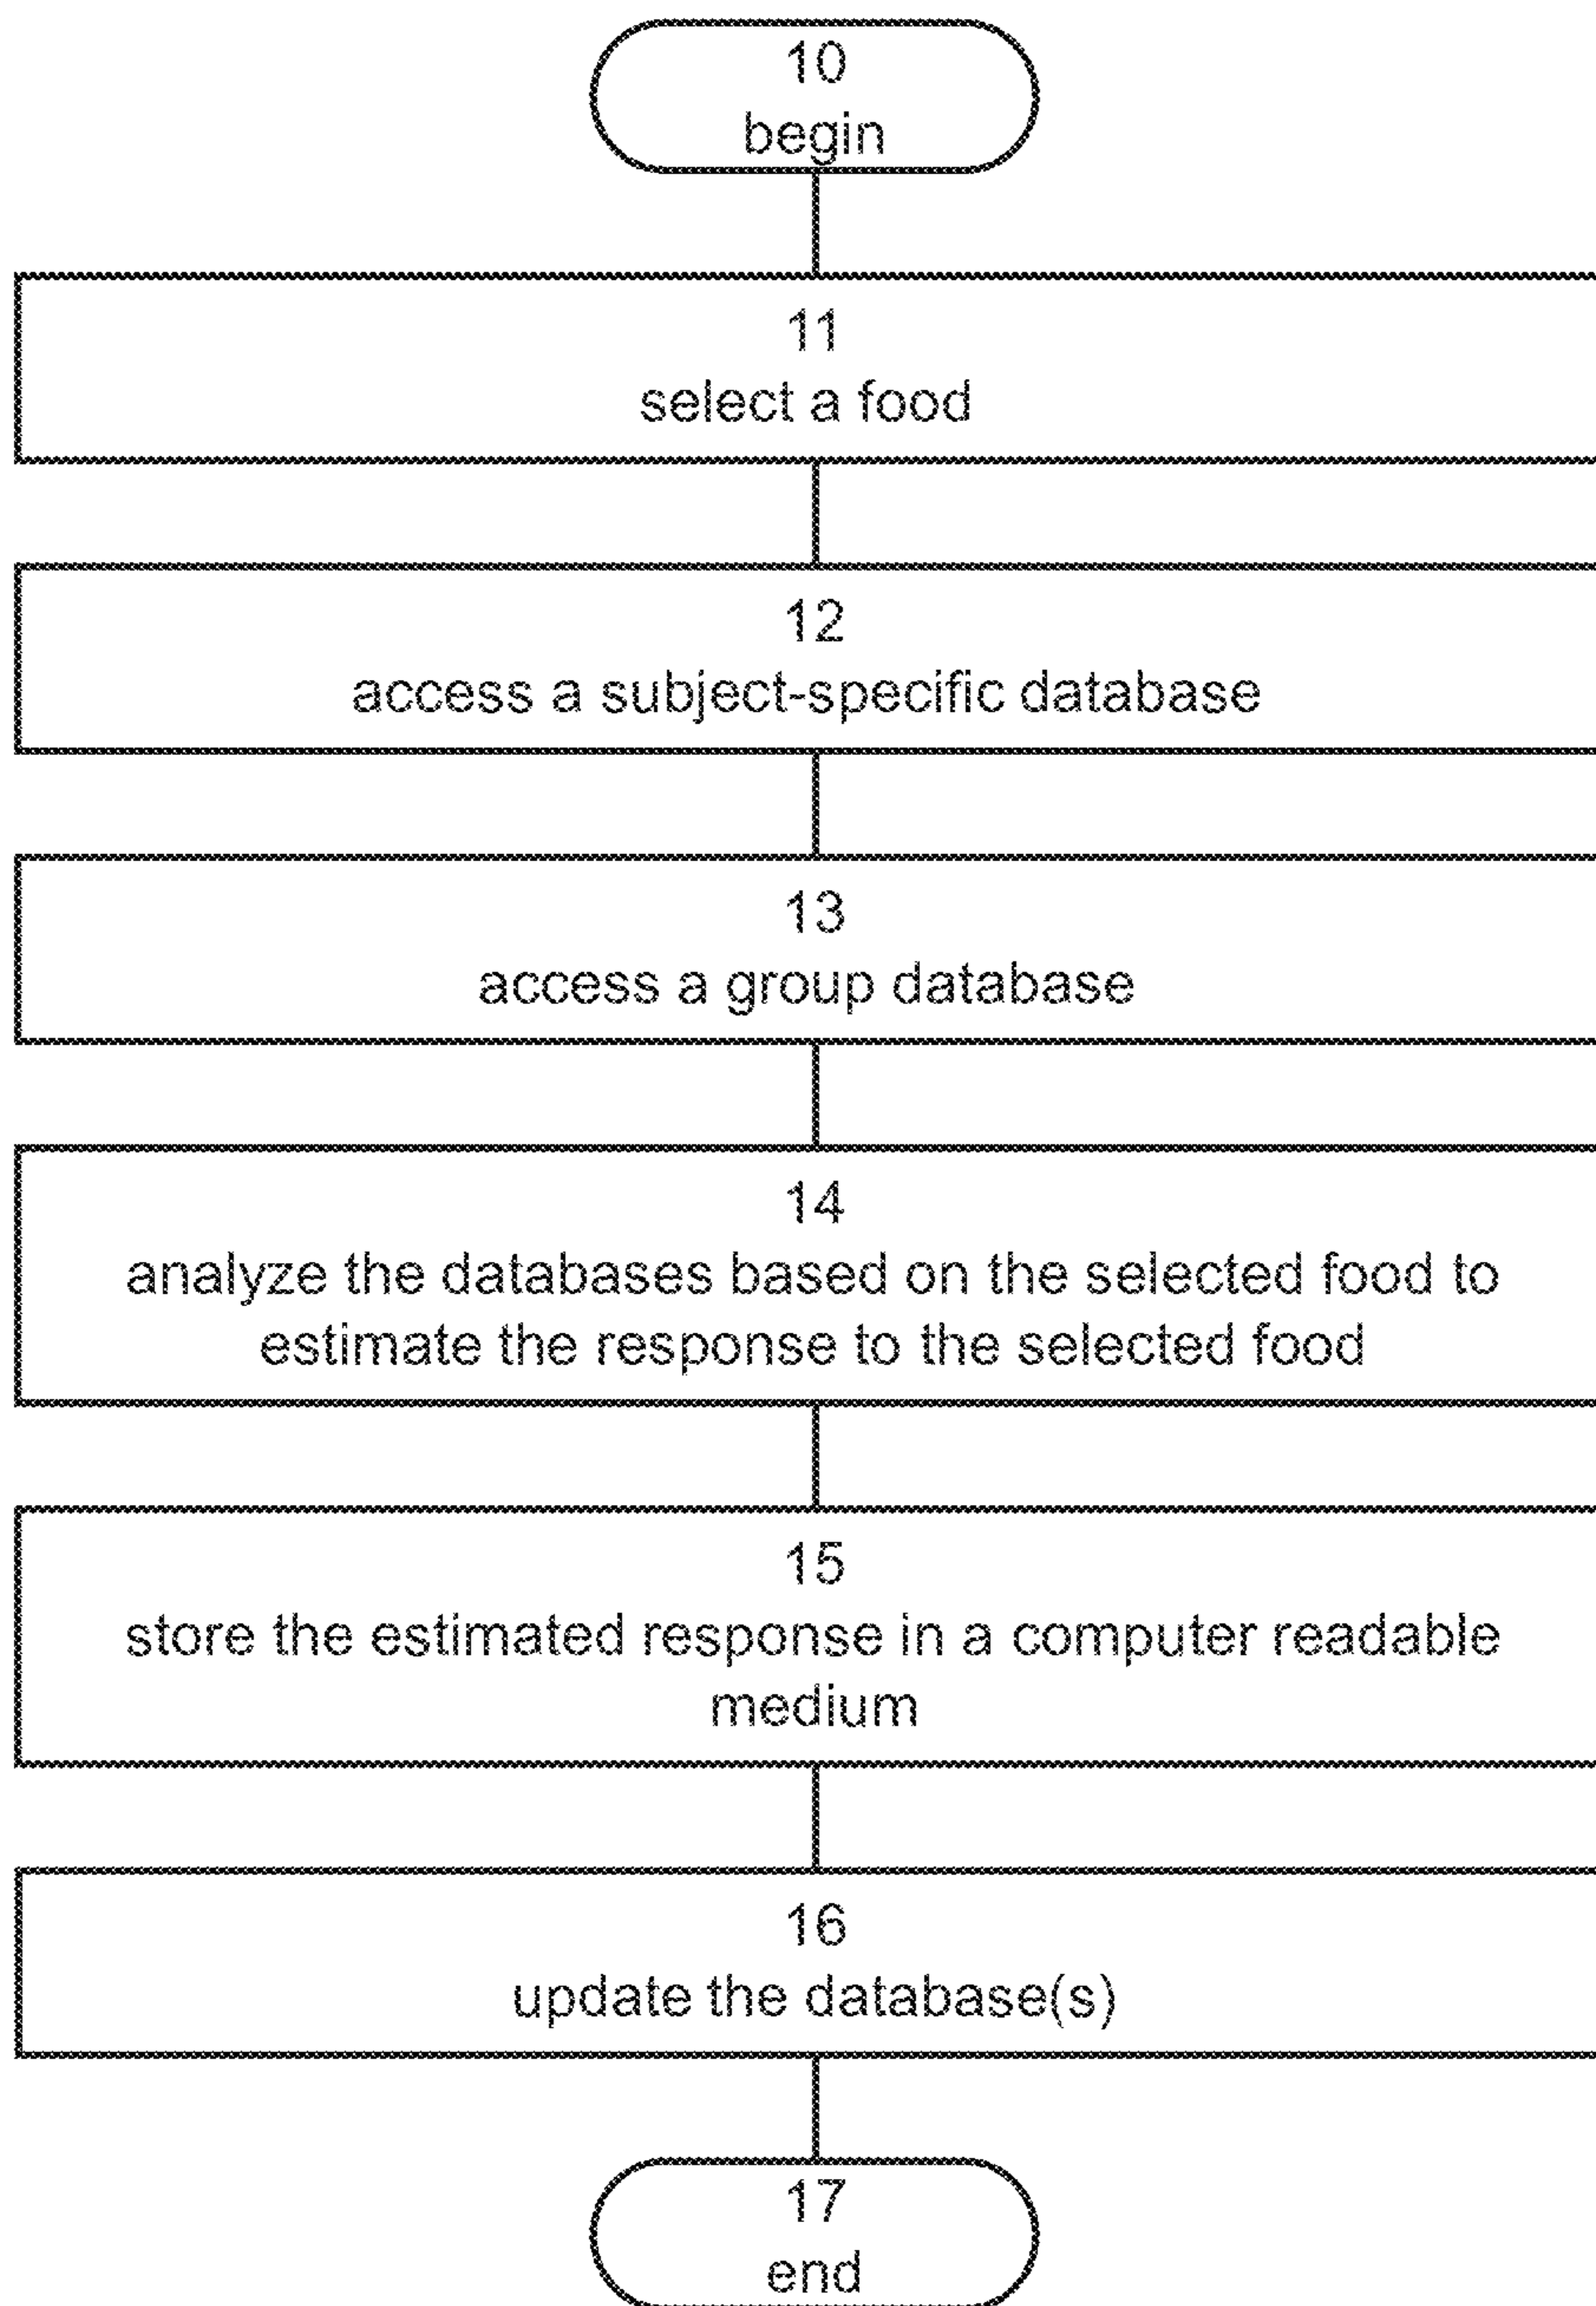 10
begin
11
select a food
12
access a subject-specific database
13
access a group database
14
analyze the databases based on the selected food to
estimate the response to the selected food
15
store the estimated response in a computer readable
medium
16
update the database(s)
17
end